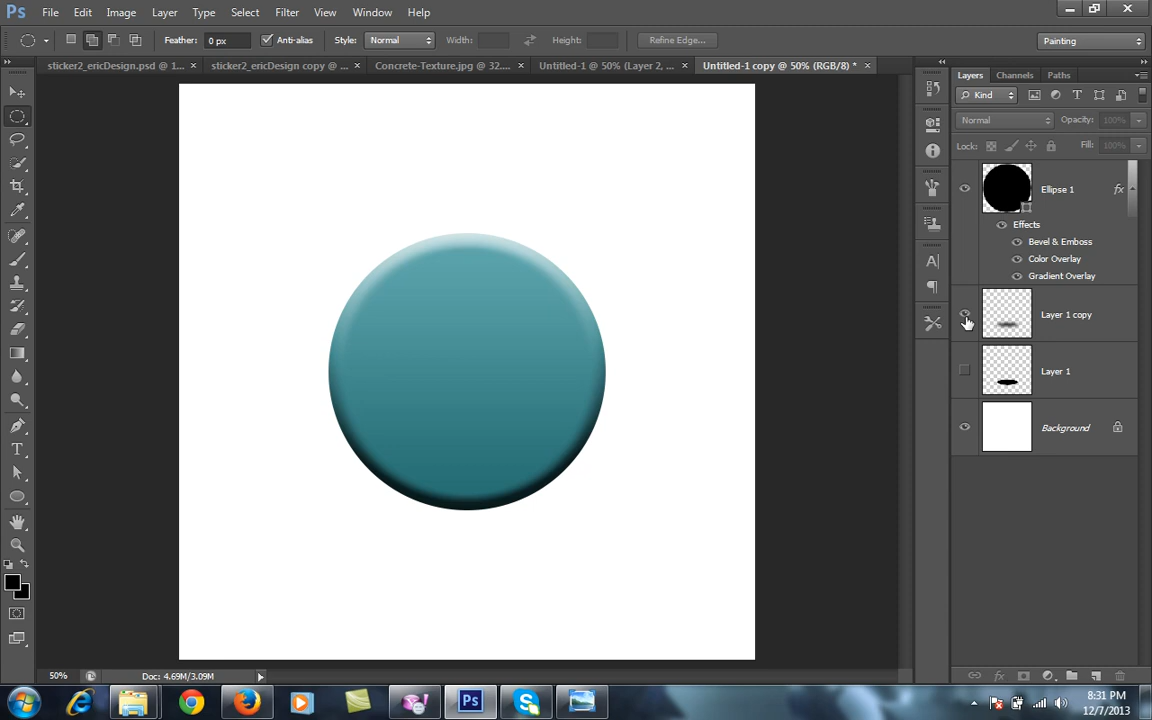 Ps File Edit Image Layer Type Select Filter View Window Help
Feather: 0 px Anti-alias Style: Normal Width: Height: Refine Edge... Painting
sticker2_ericDesign.psd @ 1... × sticker2_ericDesign copy @ ... × Concrete-Texture.jpg @ 32.... × Untitled-1 @ 50% (Layer 2, ... × Untitled-1 copy @ 50% (RGB/8) * ×
Layers Channels Paths
Kind
Normal Opacity: 100%
Lock: Fill: 100%
Ellipse 1 fx
Effects
Bevel & Emboss
Color Overlay
Gradient Overlay
Layer 1 copy
Layer 1
Background
50% Doc: 4.69M/3.09M
8:31 PM
12/7/2013